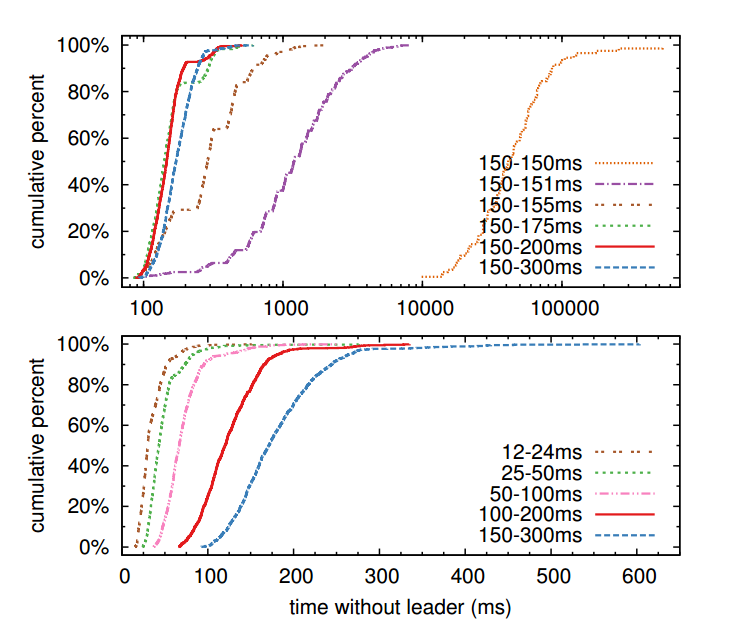 100%
80%
60%
40%
20%
0%
cumulative percent
150-150ms
150-151ms
150-155ms
150-175ms
150-200ms
150-300ms
100 1000 10000 100000
100%
80%
60%
40%
20%
0%
cumulative percent
12-24ms
25-50ms
50-100ms
100-200ms
150-300ms
0 100 200 300 400 500 600
time without leader (ms)